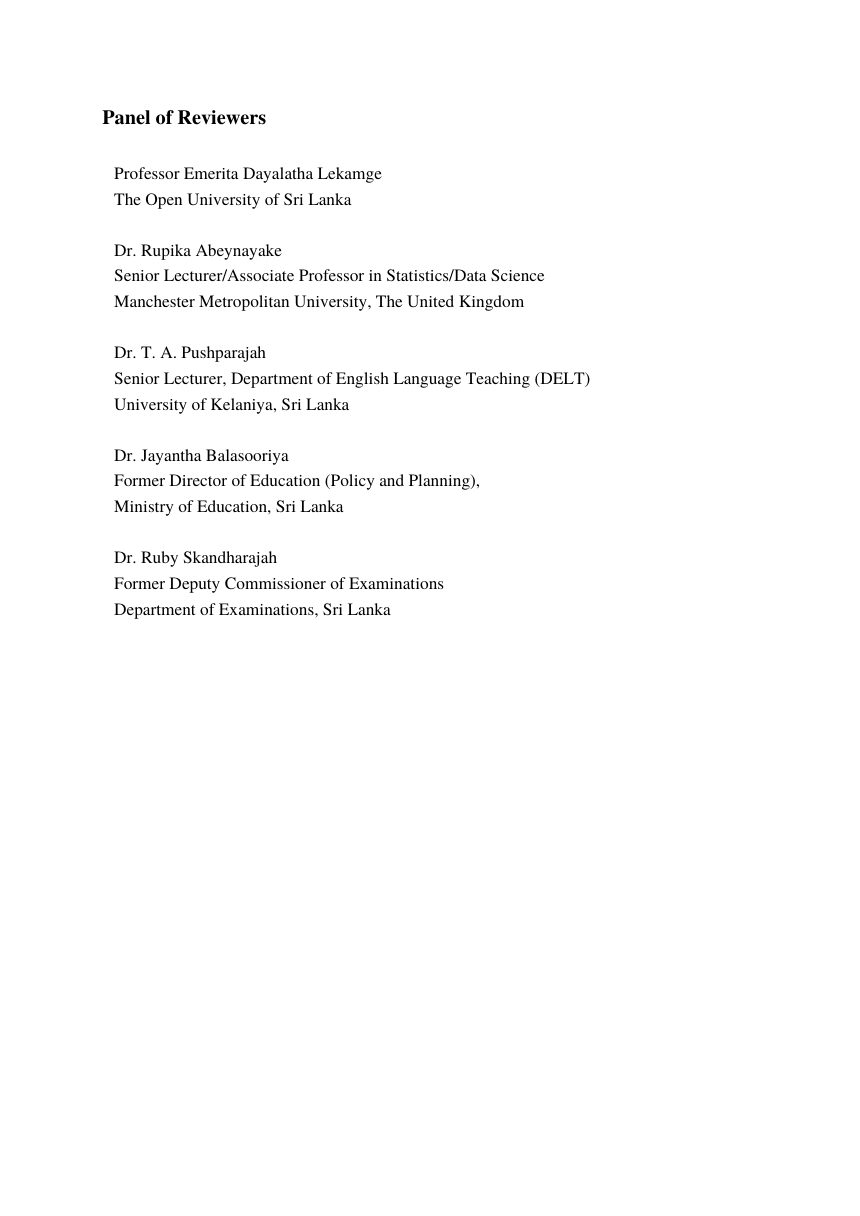 Panel of Reviewers
Professor Emerita Dayalatha Lekamge
The Open University of Sri Lanka
Dr. Rupika Abeynayake
Senior Lecturer/Associate Professor in Statistics/Data Science
Manchester Metropolitan University, The United Kingdom
Dr. T. A. Pushparajah
Senior Lecturer, Department of English Language Teaching (DELT)
University of Kelaniya, Sri Lanka
Dr. Jayantha Balasooriya
Former Director of Education (Policy and Planning),
Ministry of Education, Sri Lanka
Dr. Ruby Skandharajah
Former Deputy Commissioner of Examinations
Department of Examinations, Sri Lanka